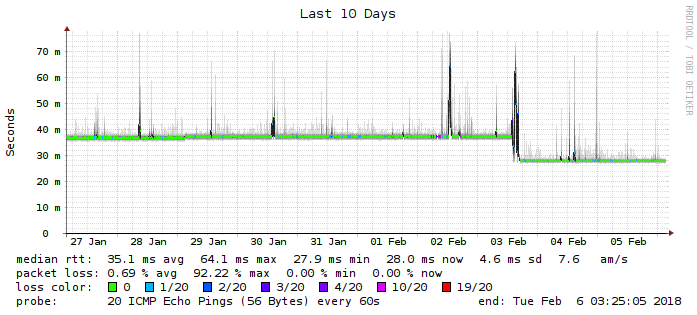 Last 10 Days
RRDTOOL / TOBI OETIKER
Seconds
70 m
60 m
50 m
40 m
30 m
20 m
10 m
0
27 Jan 28 Jan 29 Jan 30 Jan 31 Jan 01 Feb 02 Feb 03 Feb 04 Feb 05 Feb
median rtt: 35.1 ms avg 64.1 ms max 27.9 ms min 28.0 ms now 4.6 ms sd 7.6 am/s
packet loss: 0.69 % avg 92.22 % max 0.00 % min 0.00 % now
loss color: 0 1/20 2/20 3/20 4/20 10/20 19/20
probe: 20 ICMP Echo Pings (56 Bytes) every 60s end: Tue Feb 6 03:25:05 2018